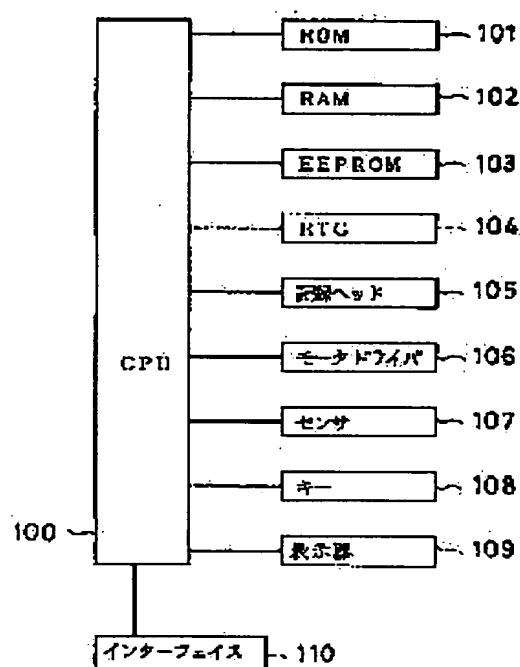 ROM 101
RAM 102
EEPROM 103
RTC 104
記録ヘッド 105
モータドライバ 106
CPU
センサ 107
キー 108
100
表示器 109
インターフェイス 110